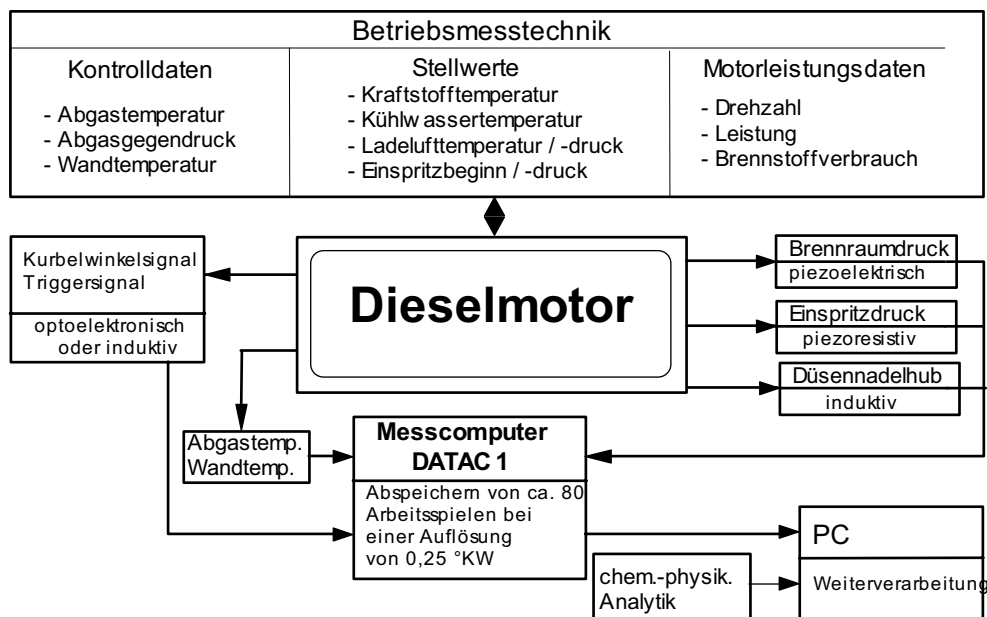 Betriebsmesstechnik
Kontrolldaten
- Abgastemperatur
- Abgasgegendruck
- Wandtemperatur
Stellwerte
- Kraftstofftemperatur
- Kühlwassertemperatur
- Ladelufttemperatur / -druck
- Einspritzbeginn / -druck
Motorleistungsdaten
- Drehzahl
- Leistung
- Brennstoffverbrauch
Kurbelwinkelsignal
Triggersignal
optoelektronisch
oder induktiv
Dieselmotor
Brennraumdruck
piezoelektrisch
Einspritzdruck
piezoresistiv
Düsennadelhub
induktiv
Abgastemp.
Wandtemp.
Messcomputer
DATAC 1
Abspeichern von ca. 80
Arbeitsspielen bei
einer Auflösung
von 0,25 °KW
chem.-physik.
Analytik
PC
Weiterverarbeitung